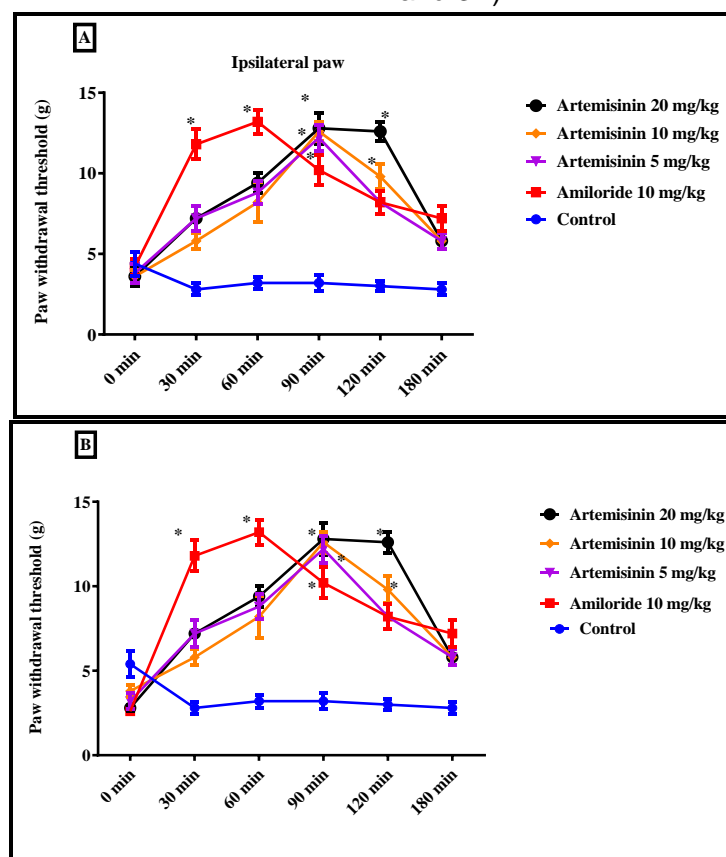 A
Ipsilateral paw
Paw withdrawal threshold (g)
15
10
5
0
0 min
30 min
60 min
90 min
120 min
180 min
*
*
*
*
*
*
*
Artemisinin 20 mg/kg
Artemisinin 10 mg/kg
Artemisinin 5 mg/kg
Amiloride 10 mg/kg
Control
B
Paw withdrawal threshold (g)
15
10
5
0
0 min
30 min
60 min
90 min
120 min
180 min
*
*
*
*
*
*
*
Artemisinin 20 mg/kg
Artemisinin 10 mg/kg
Artemisinin 5 mg/kg
Amiloride 10 mg/kg
Control